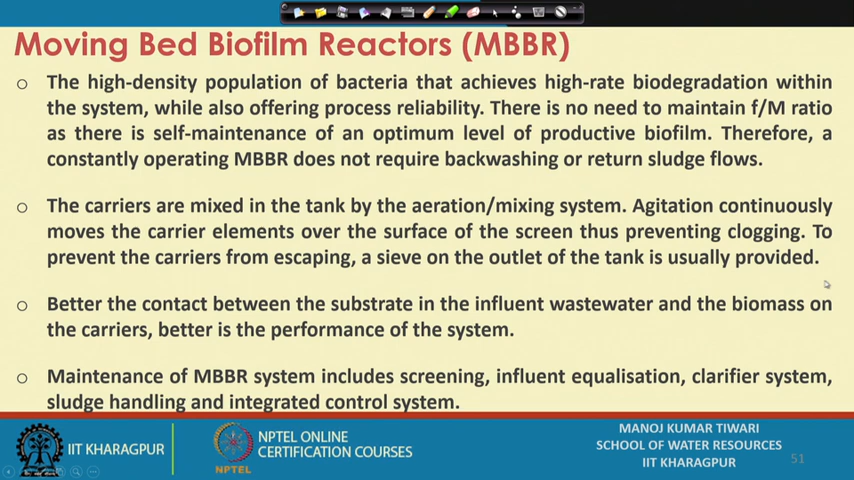 Moving Bed Biofilm Reactors (MBBR)
o The high-density population of bacteria that achieves high-rate biodegradation within
the system, while also offering process reliability. There is no need to maintain f/M ratio
as there is self-maintenance of an optimum level of productive biofilm. Therefore, a
constantly operating MBBR does not require backwashing or return sludge flows.
o The carriers are mixed in the tank by the aeration/mixing system. Agitation continuously
moves the carrier elements over the surface of the screen thus preventing clogging. To
prevent the carriers from escaping, a sieve on the outlet of the tank is usually provided.
o Better the contact between the substrate in the influent wastewater and the biomass on
the carriers, better is the performance of the system.
o Maintenance of MBBR system includes screening, influent equalisation, clarifier system,
sludge handling and integrated control system.
IIT KHARAGPUR
NPTEL
NPTEL ONLINE
CERTIFICATION COURSES
MANOJ KUMAR TIWARI
SCHOOL OF WATER RESOURCES
IIT KHARAGPUR
51